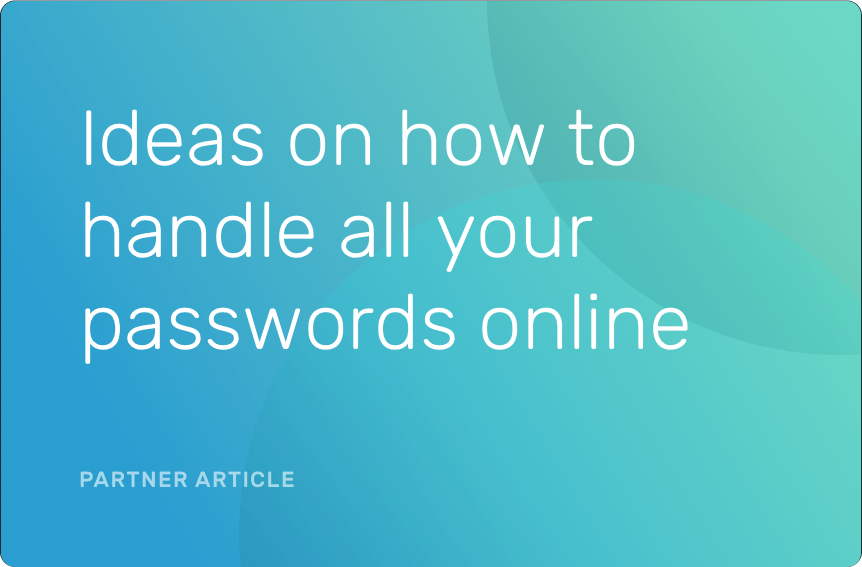 Ideas on how to
handle all your
passwords online
PARTNER ARTICLE